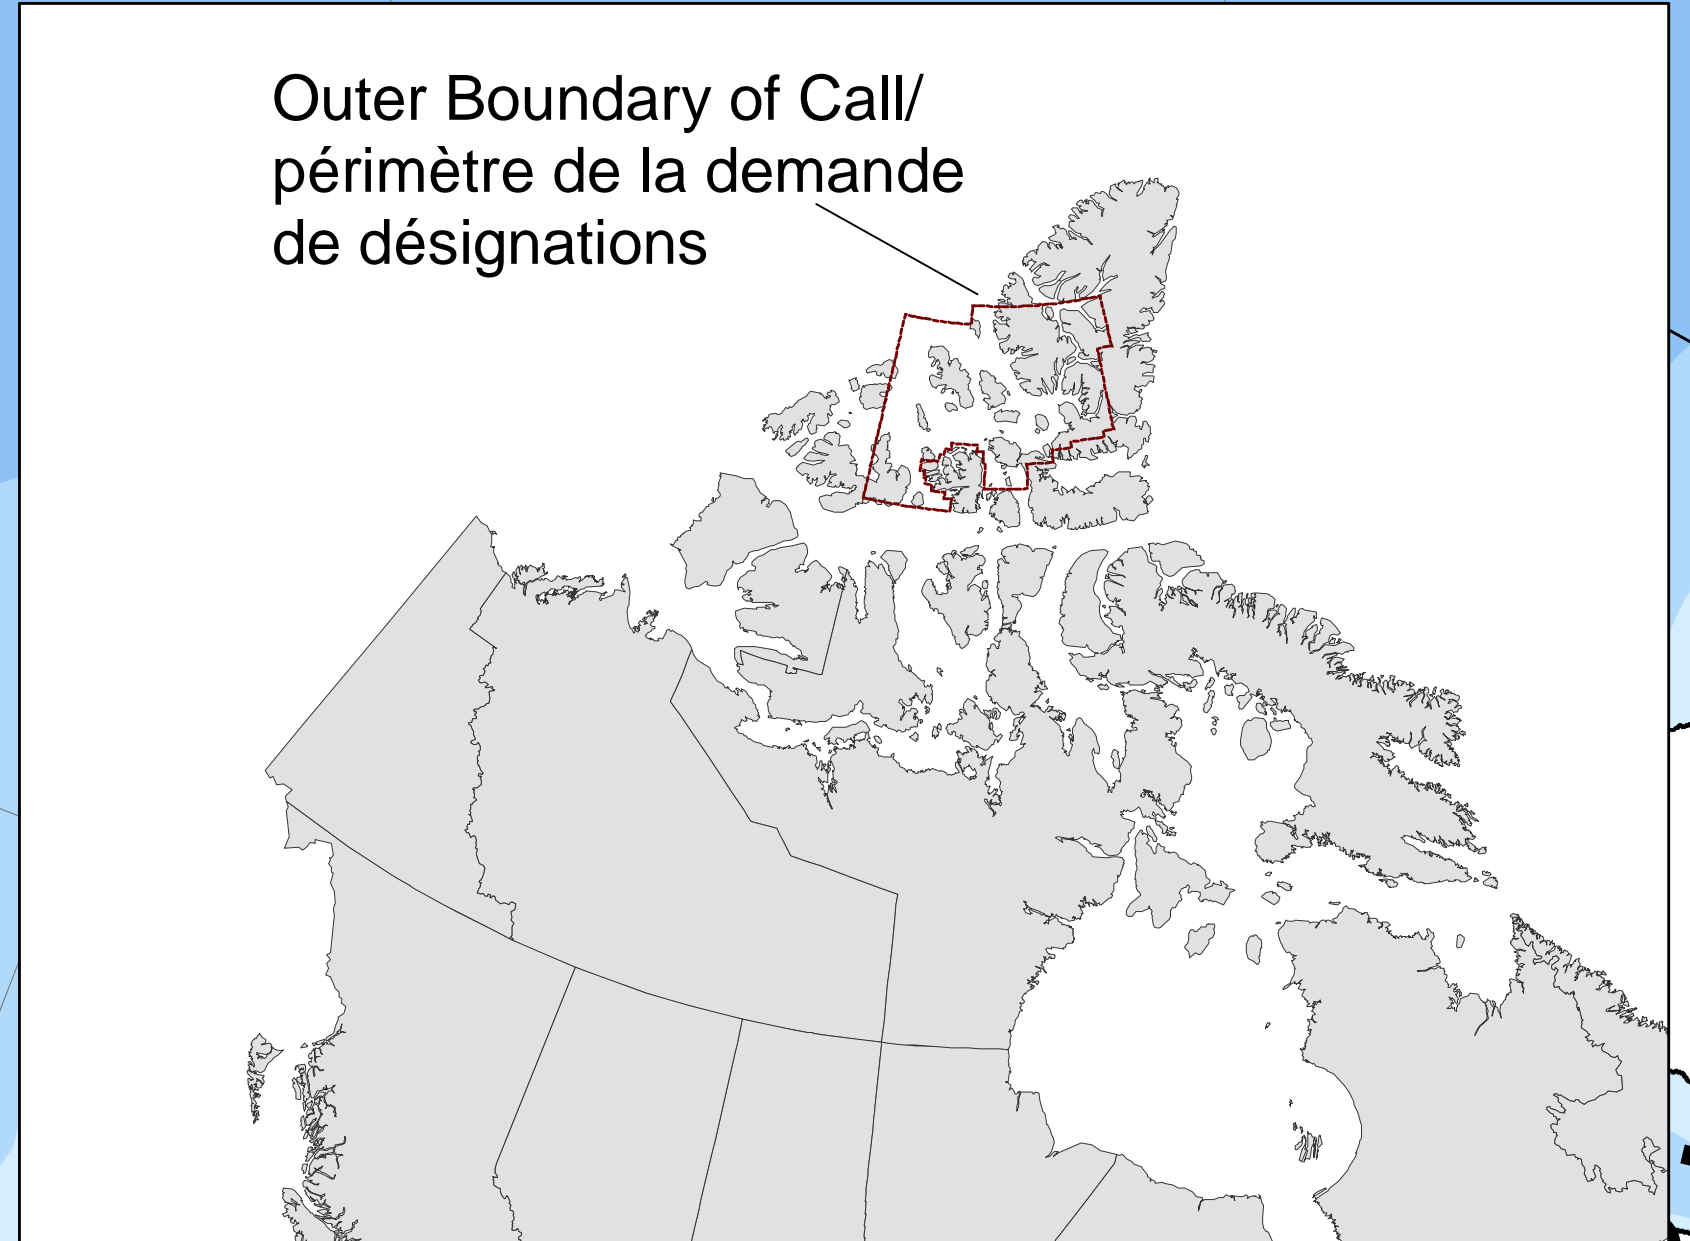 Outer Boundary of Call/
périmètre de la demande
de désignations